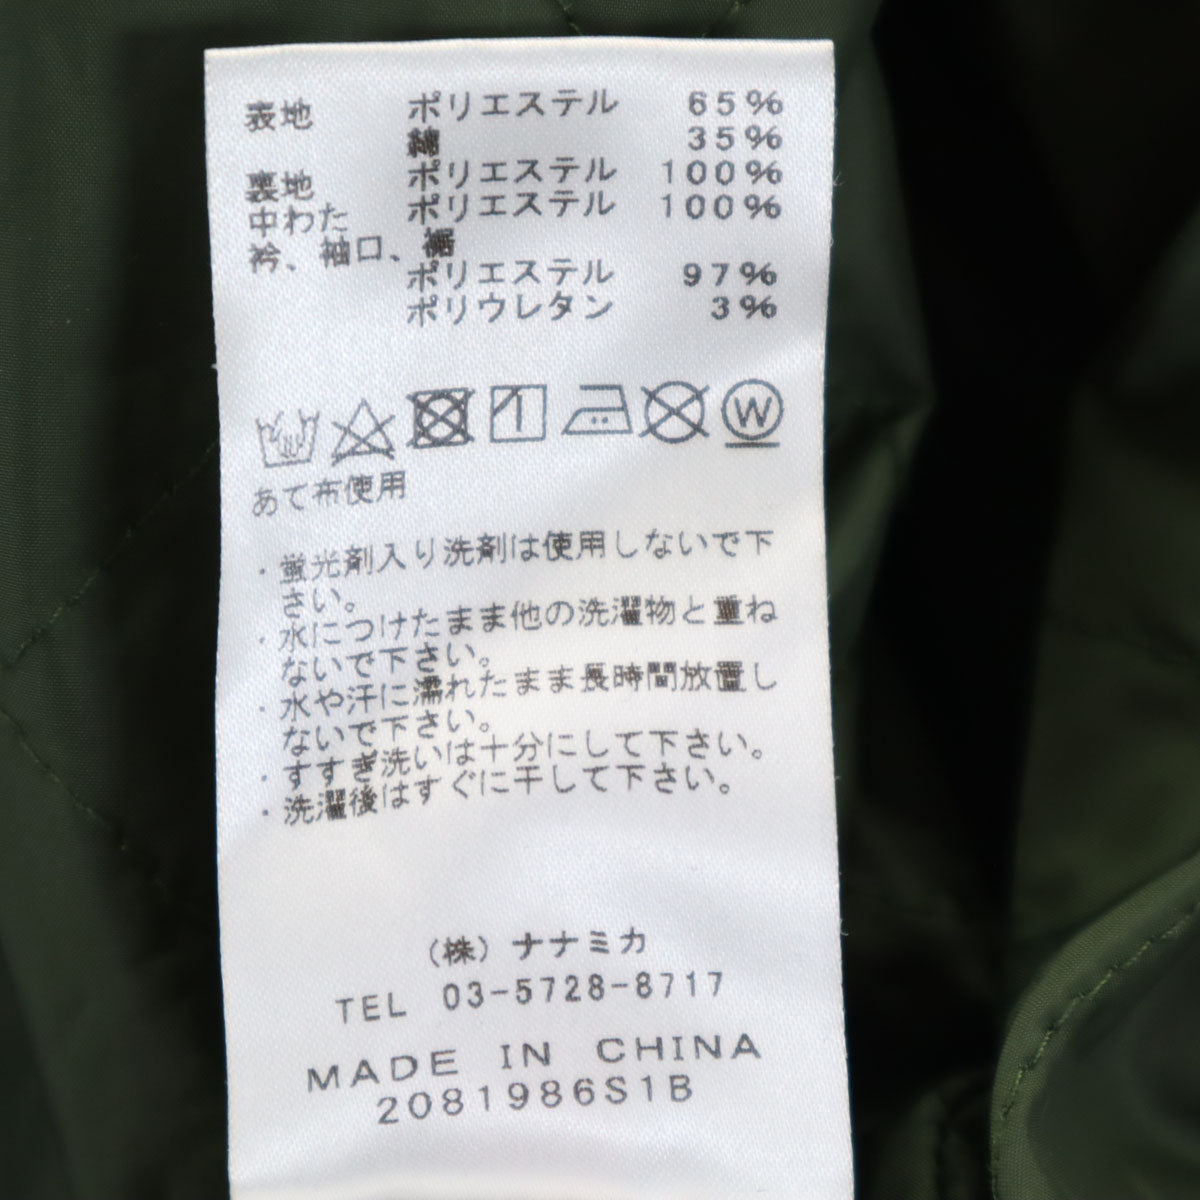 表地 ポリエステル 65%
綿 35%
裏地 ポリエステル 100%
中わた ポリエステル 100%
衿、袖口、裾
ポリエステル 97%
ポリウレタン 3%
W
あて布使用
・蛍光剤入り洗剤は使用しないで下
さい。
・水につけたまま他の洗濯物と重ね
ないで下さい。
・水や汗に濡れたまま長時間放置し
ないで下さい。
・すすぎ洗いは十分にして下さい。
・洗濯後はすぐに干して下さい。
(株)ナナミカ
TEL 03-5728-8717
MADE IN CHINA
2081986S1B